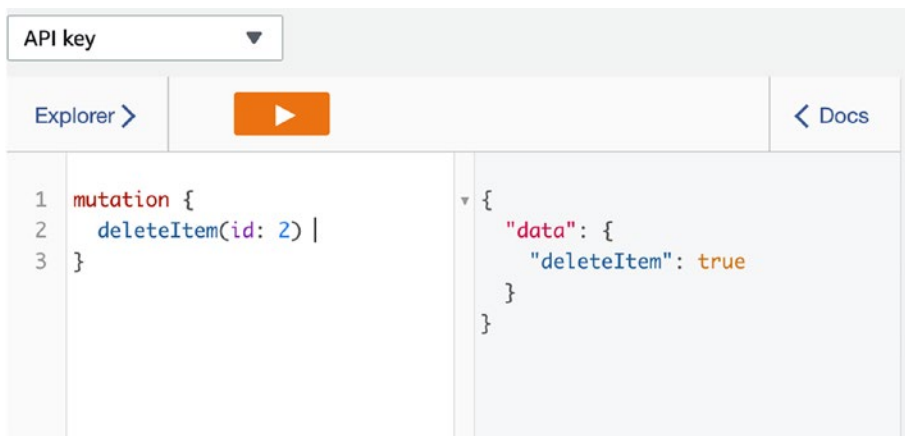 API key
Explorer
Docs
1 mutation {
2 deleteItem(id: 2)
3 }
{
"data": {
"deleteItem": true
}
}